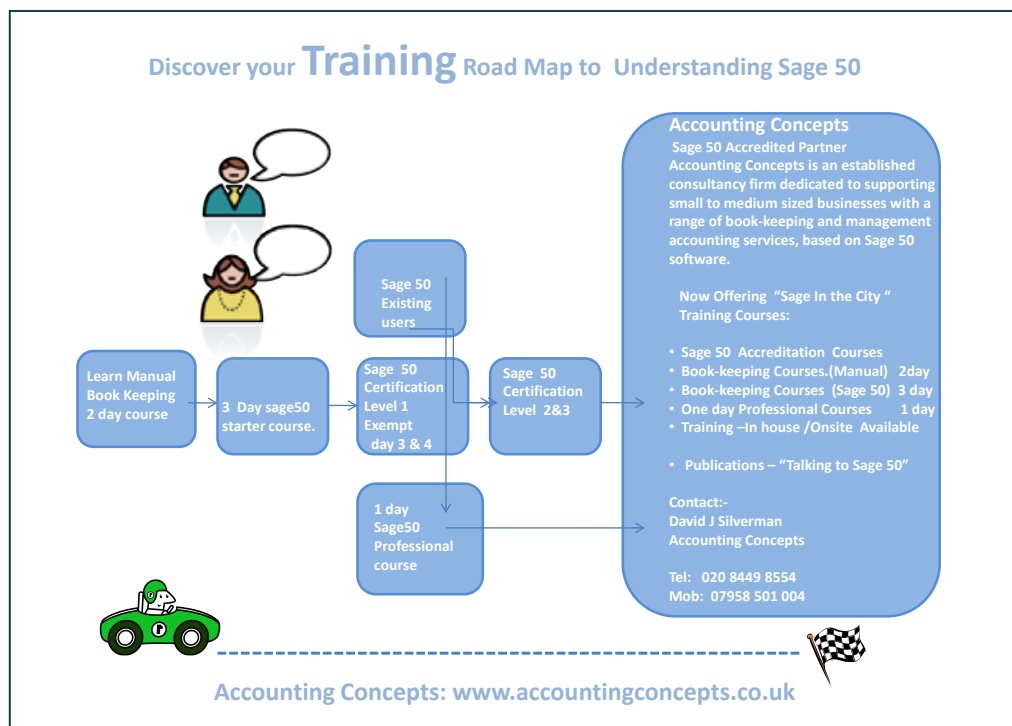 Discover your Training Road Map to Understanding Sage 50
Accounting Concepts
Sage 50 Accredited Partner
Accounting Concepts is an established
consultancy firm dedicated to supporting
small to medium sized businesses with a
range of book-keeping and management
accounting services, based on Sage 50
software.
Now Offering “Sage In the City “
Training Courses:
• Sage 50 Accreditation Courses
• Book-keeping Courses.(Manual) 2day
• Book-keeping Courses (Sage 50) 3 day
• One day Professional Courses 1 day
• Training –In house /Onsite Available
• Publications – “Talking to Sage 50”
Contact:-
David J Silverman
Accounting Concepts
Tel: 020 8449 8554
Mob: 07958 501 004
Sage 50
Existing
users
Learn Manual
Book Keeping
2 day course
3 Day sage50
starter course.
Sage 50
Certification
Level 1
Exempt
day 3 & 4
Sage 50
Certification
Level 2&3
1 day
Sage50
Professional
course
Accounting Concepts: www.accountingconcepts.co.uk